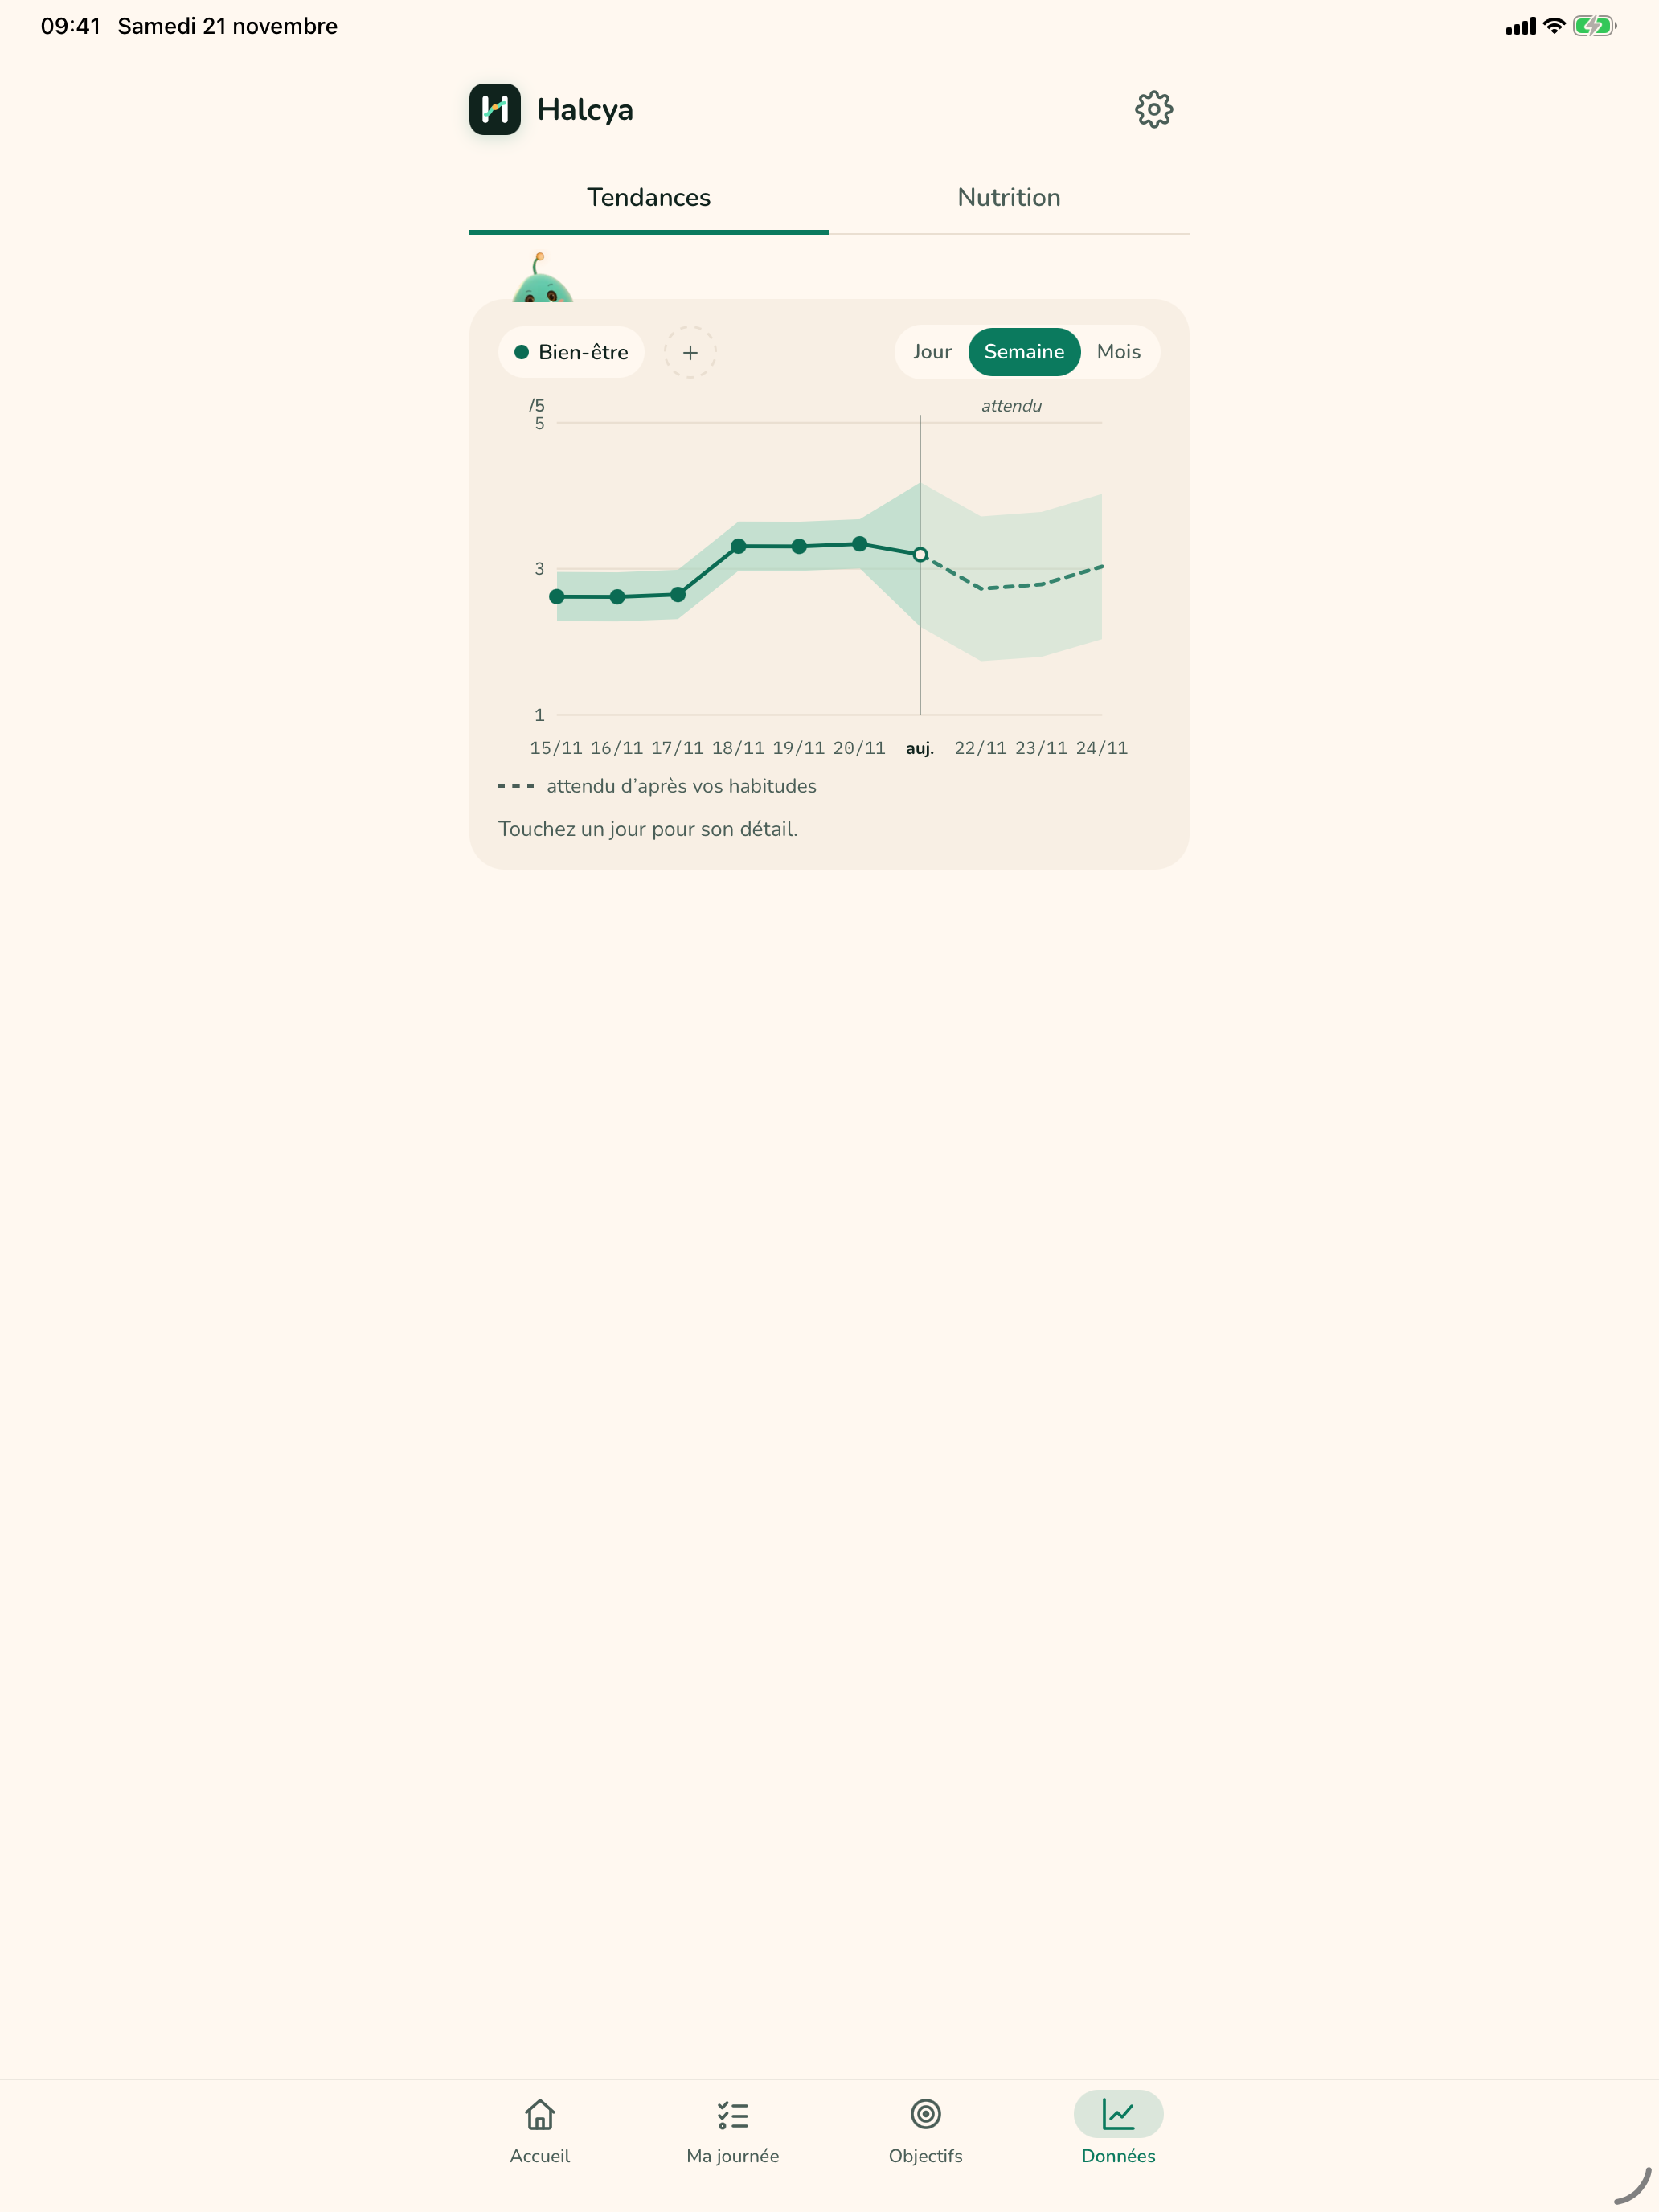 09:41 Samedi 21 novembre
Halcya
Tendances Nutrition
Bien-être + Jour Semaine Mois
/5 attendu
5
3
1
15/11 16/11 17/11 18/11 19/11 20/11 auj. 22/11 23/11 24/11
attendu d’après vos habitudes
Touchez un jour pour son détail.
Accueil Ma journée Objectifs Données